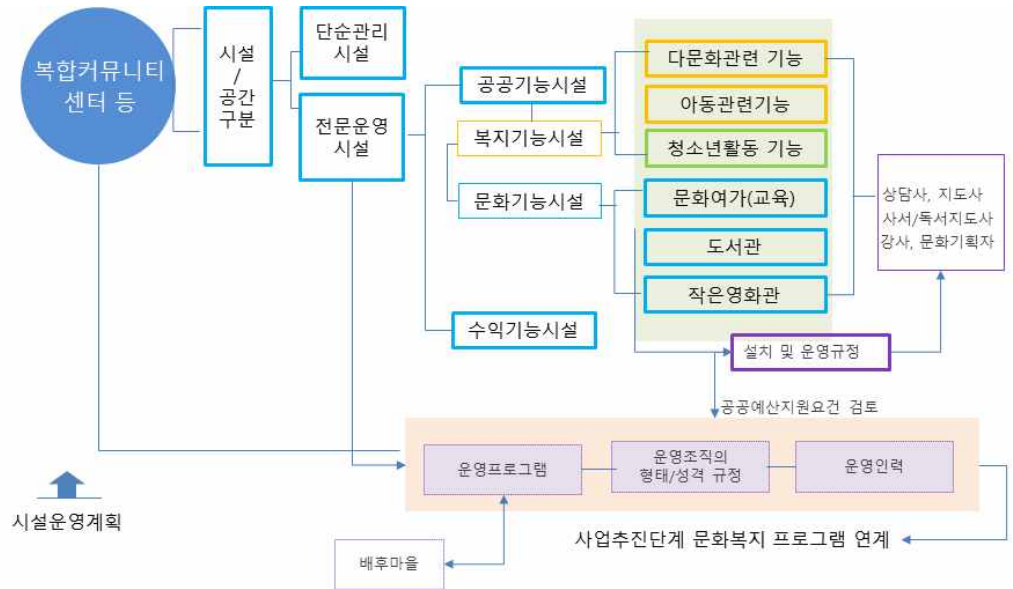 복합커뮤니티
센터 등
시설
/
공간
구분
단순관리
시설
전문운영
시설
공공기능시설
복지기능시설
문화기능시설
수익기능시설
다문화관련 기능
아동관련기능
청소년활동 기능
문화여가(교육)
도서관
작은영화관
상담사, 지도사
사서/독서지도사
강사, 문화기획자
설치 및 운영규정
공공예산지원요건 검토
운영프로그램
운영조직의
형태/성격 규정
운영인력
시설운영계획
사업추진단계 문화복지 프로그램 연계
배후마을